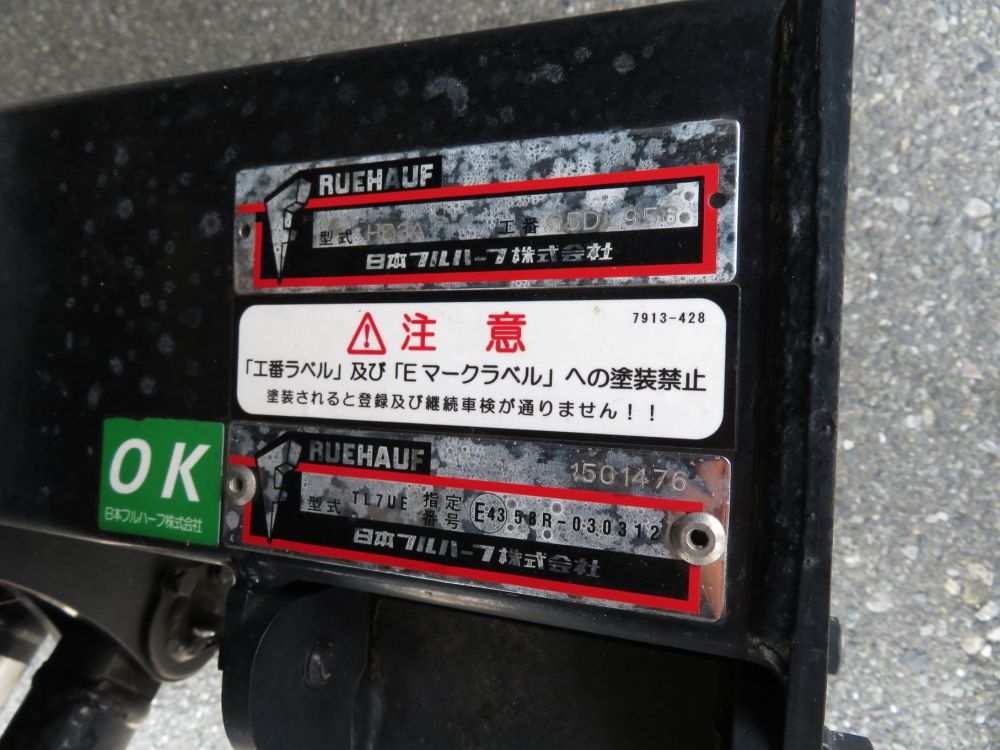 RUEHAUF
型式 HD3A 工番 05DL956
日本フルハーフ株式会社
7913-428
注意
「工番ラベル」及び「Eマークラベル」への塗装禁止
塗装されると登録及び継続車検が通りません！！
OK
日本フルハーフ株式会社
RUEHAUF
1501476
型式 TL7UE 指定番号 E43 58R-030312
日本フルハーフ株式会社